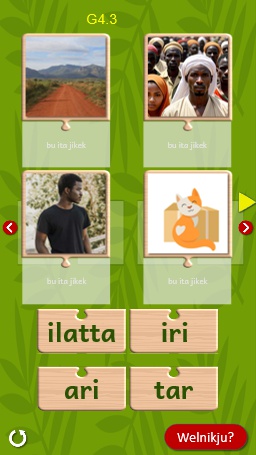 G4.3
bu ita jikek
bu ita jikek
bu ita jikek
bu ita jikek
ilatta
iri
ari
tar
Welnikju?